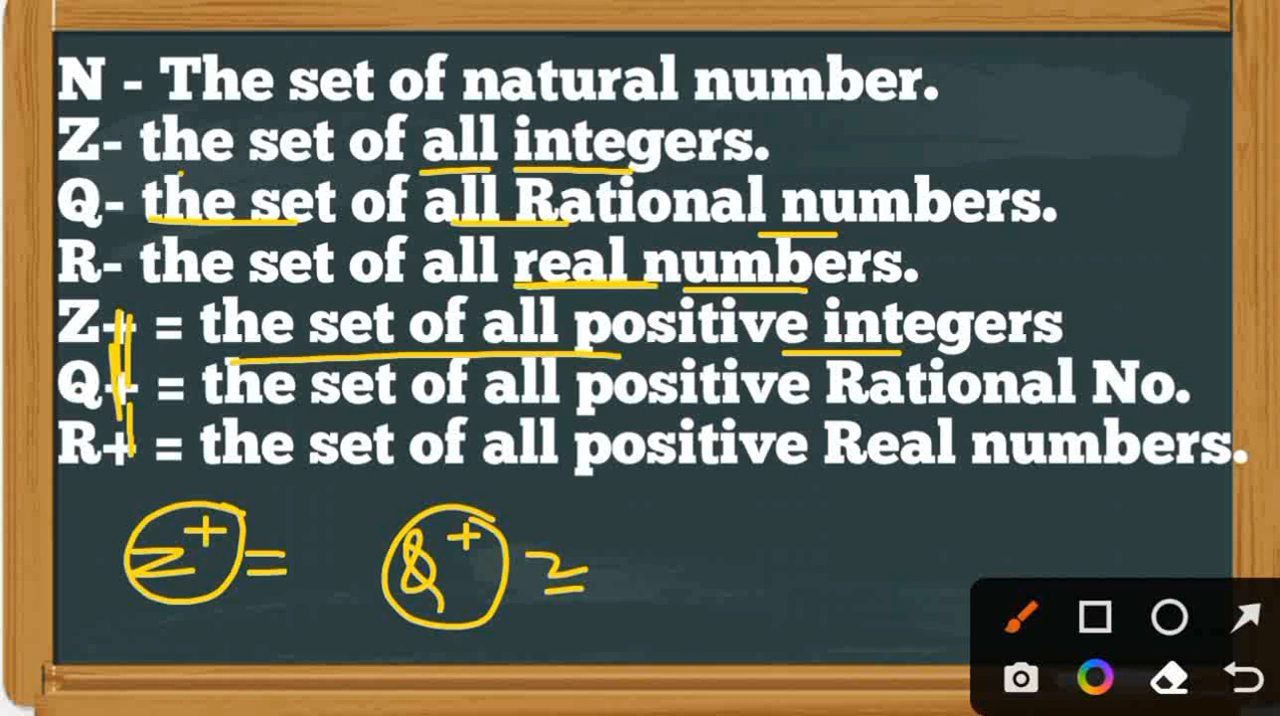 N - The set of natural number.
Z- the set of all integers.
Q- the set of all Rational numbers.
R- the set of all real numbers.
Z+ = the set of all positive integers
Q+ = the set of all positive Rational No.
R+ = the set of all positive Real numbers.
Z+ = Q+ =